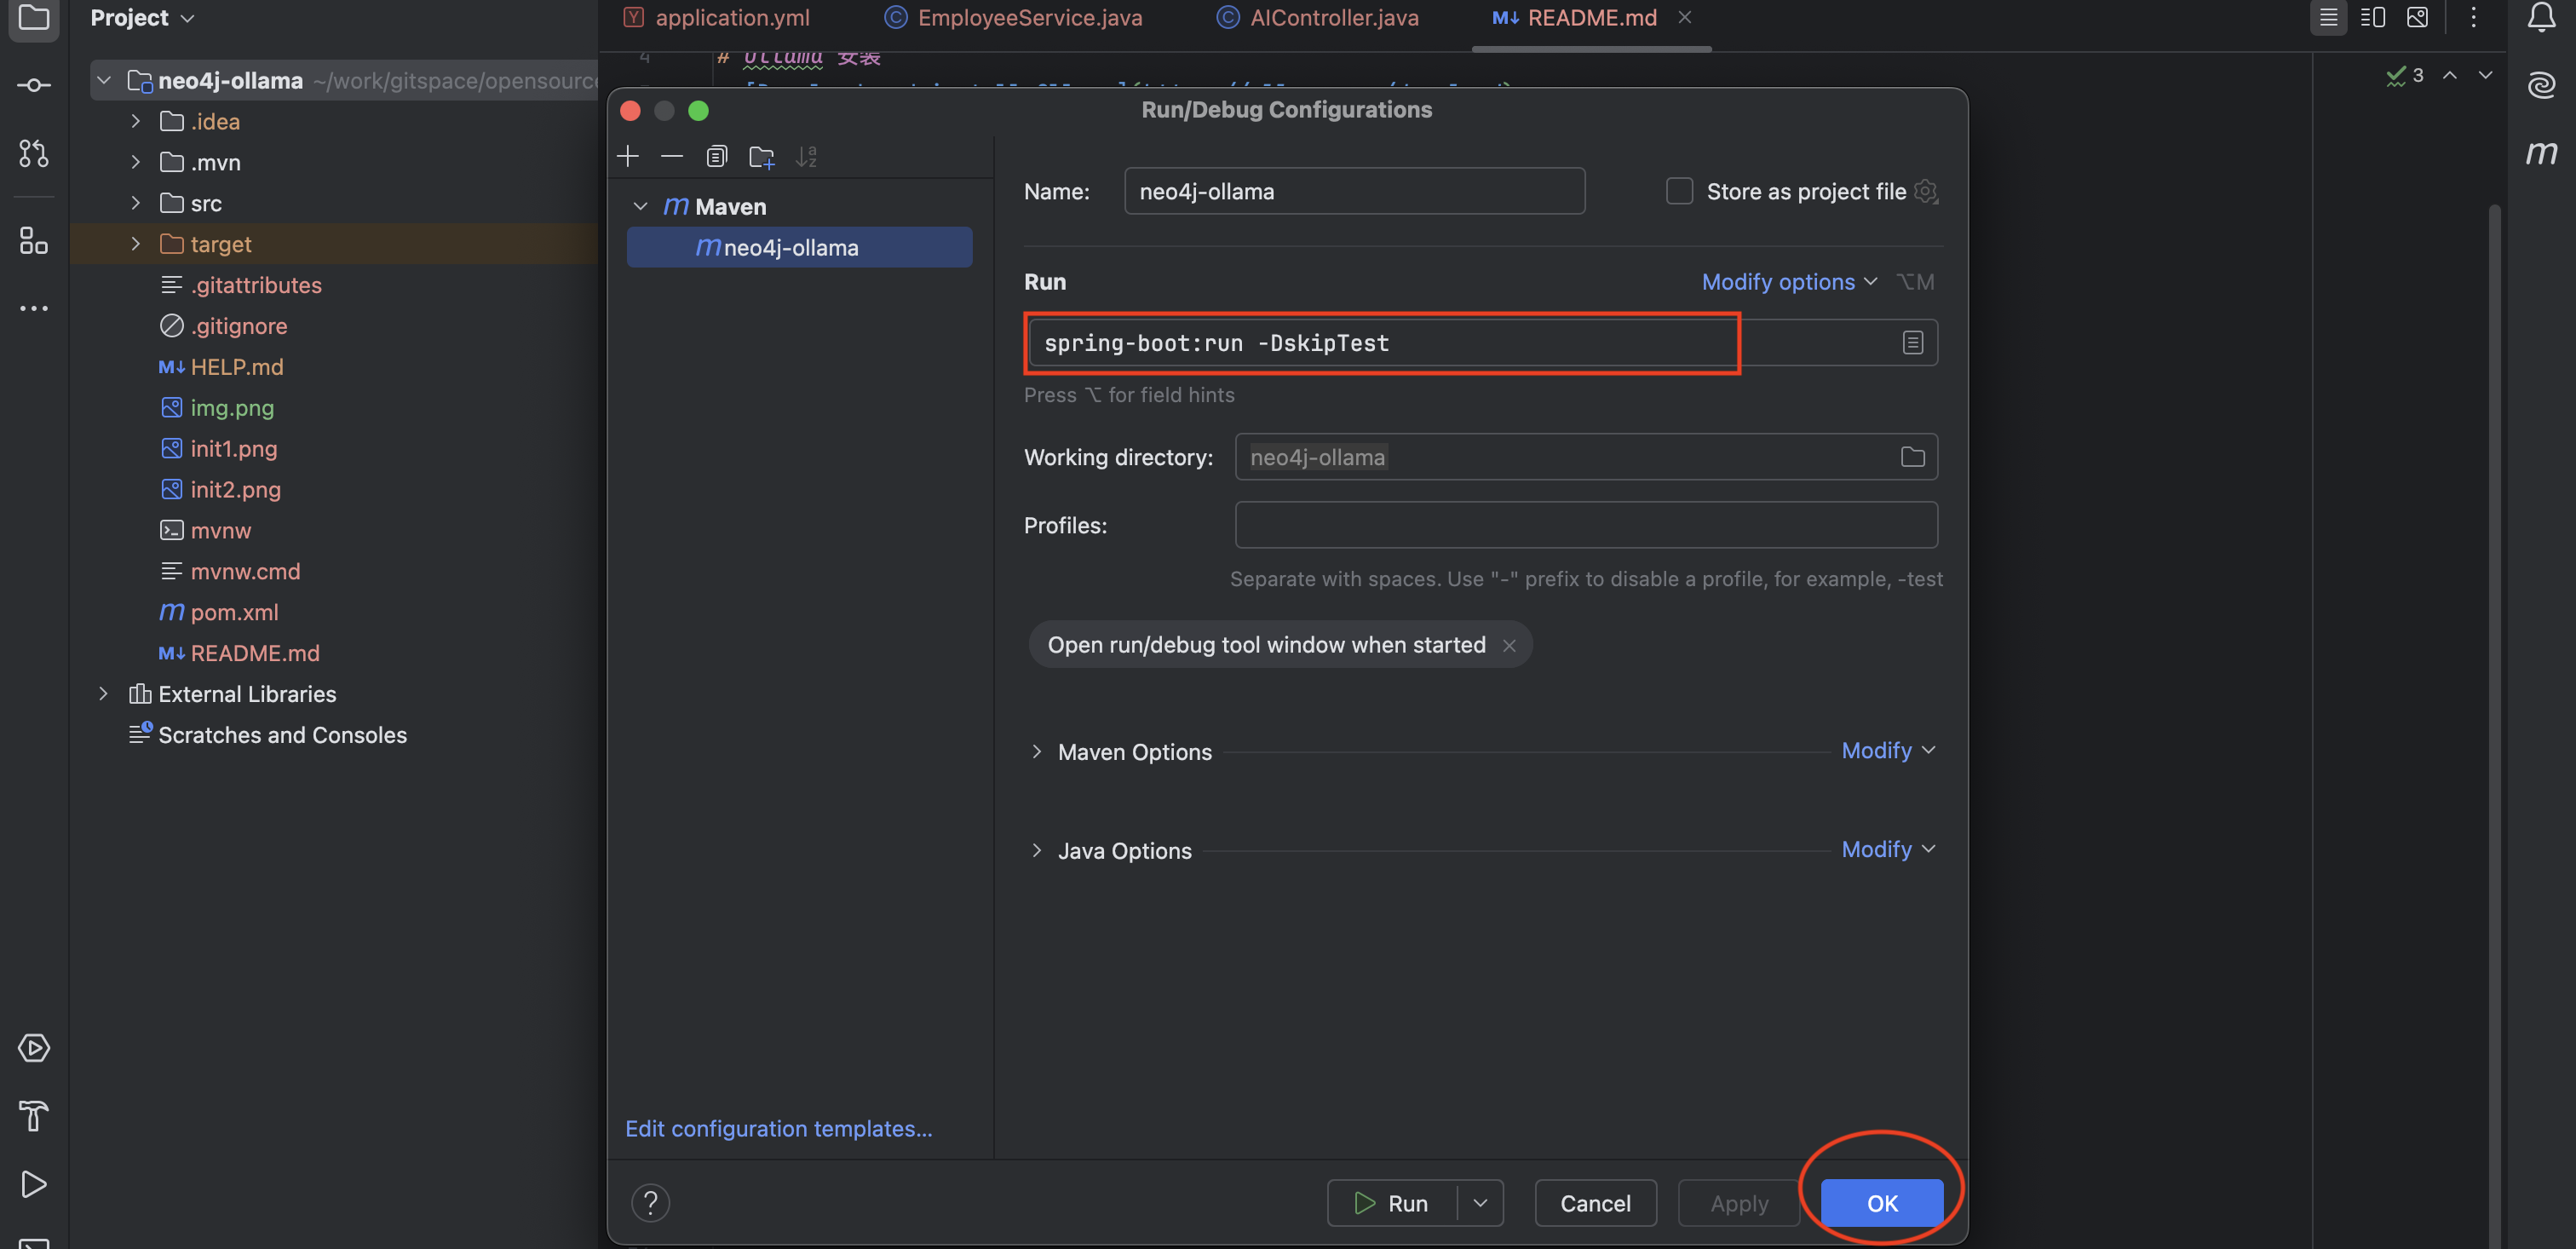 Project
application.yml
EmployeeService.java
AIController.java
M↓ README.md
neo4j-ollama ~/work/gitspace/opensource
4 # Ollama 安装
3
.idea
.mvn
src
target
.gitattributes
.gitignore
M↓ HELP.md
img.png
init1.png
init2.png
mvnw
mvnw.cmd
m pom.xml
M↓ README.md
External Libraries
Scratches and Consoles
Run/Debug Configurations
m Maven
m neo4j-ollama
Edit configuration templates...
Name: neo4j-ollama
Store as project file
Run
Modify options ⌥M
spring-boot:run -DskipTest
Press ⌥ for field hints
Working directory: neo4j-ollama
Profiles:
Separate with spaces. Use "-" prefix to disable a profile, for example, -test
Open run/debug tool window when started
Maven Options Modify
Java Options Modify
?
Run
Cancel
Apply
OK
m